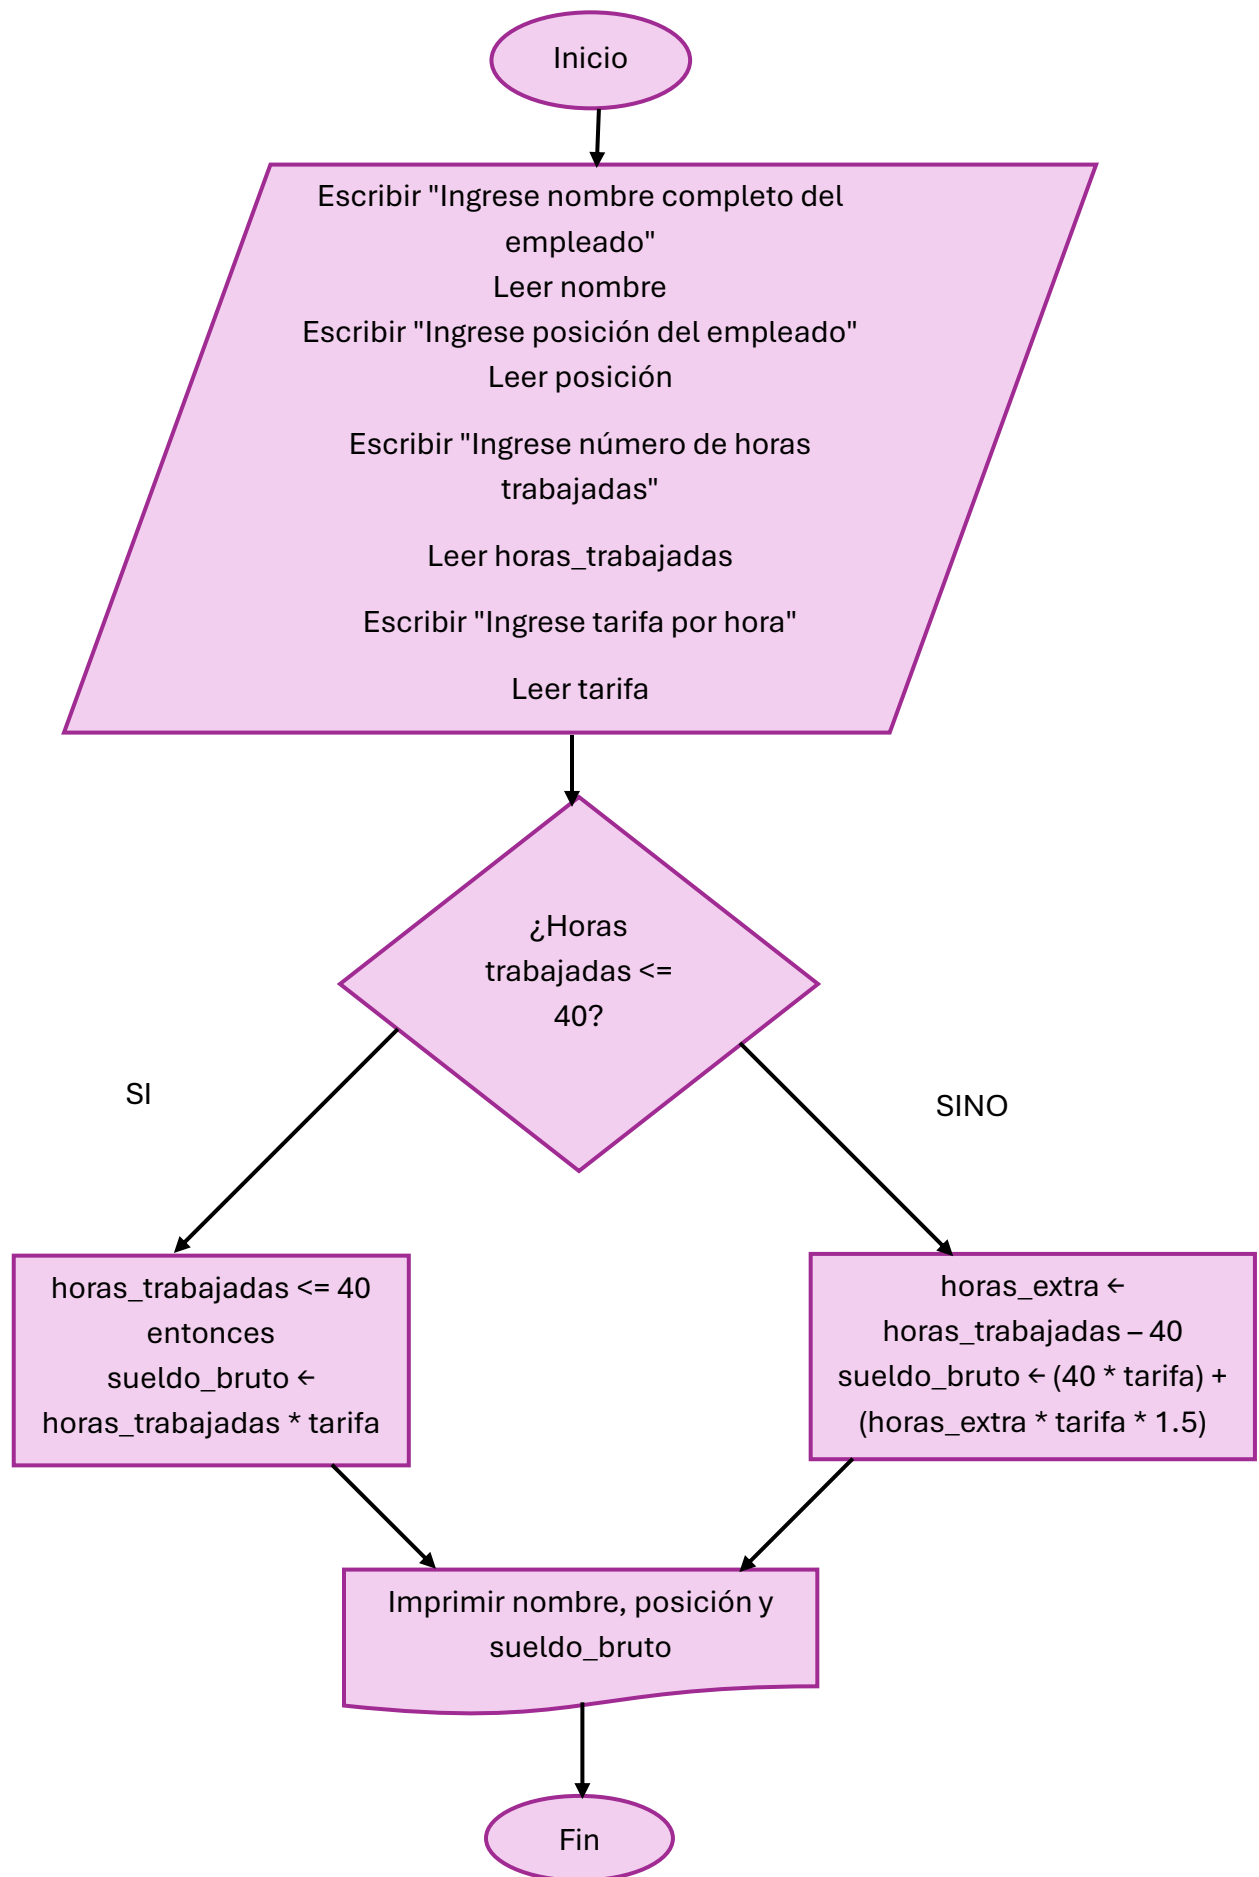 Inicio
Escribir "Ingrese nombre completo del
empleado"
Leer nombre
Escribir "Ingrese posición del empleado"
Leer posición
Escribir "Ingrese número de horas
trabajadas"
Leer horas_trabajadas
Escribir "Ingrese tarifa por hora"
Leer tarifa
¿Horas
trabajadas <=
40?
SI
SINO
horas_trabajadas <= 40
entonces
sueldo_bruto ←
horas_trabajadas * tarifa
horas_extra ←
horas_trabajadas – 40
sueldo_bruto ← (40 * tarifa) +
(horas_extra * tarifa * 1.5)
Imprimir nombre, posición y
sueldo_bruto
Fin